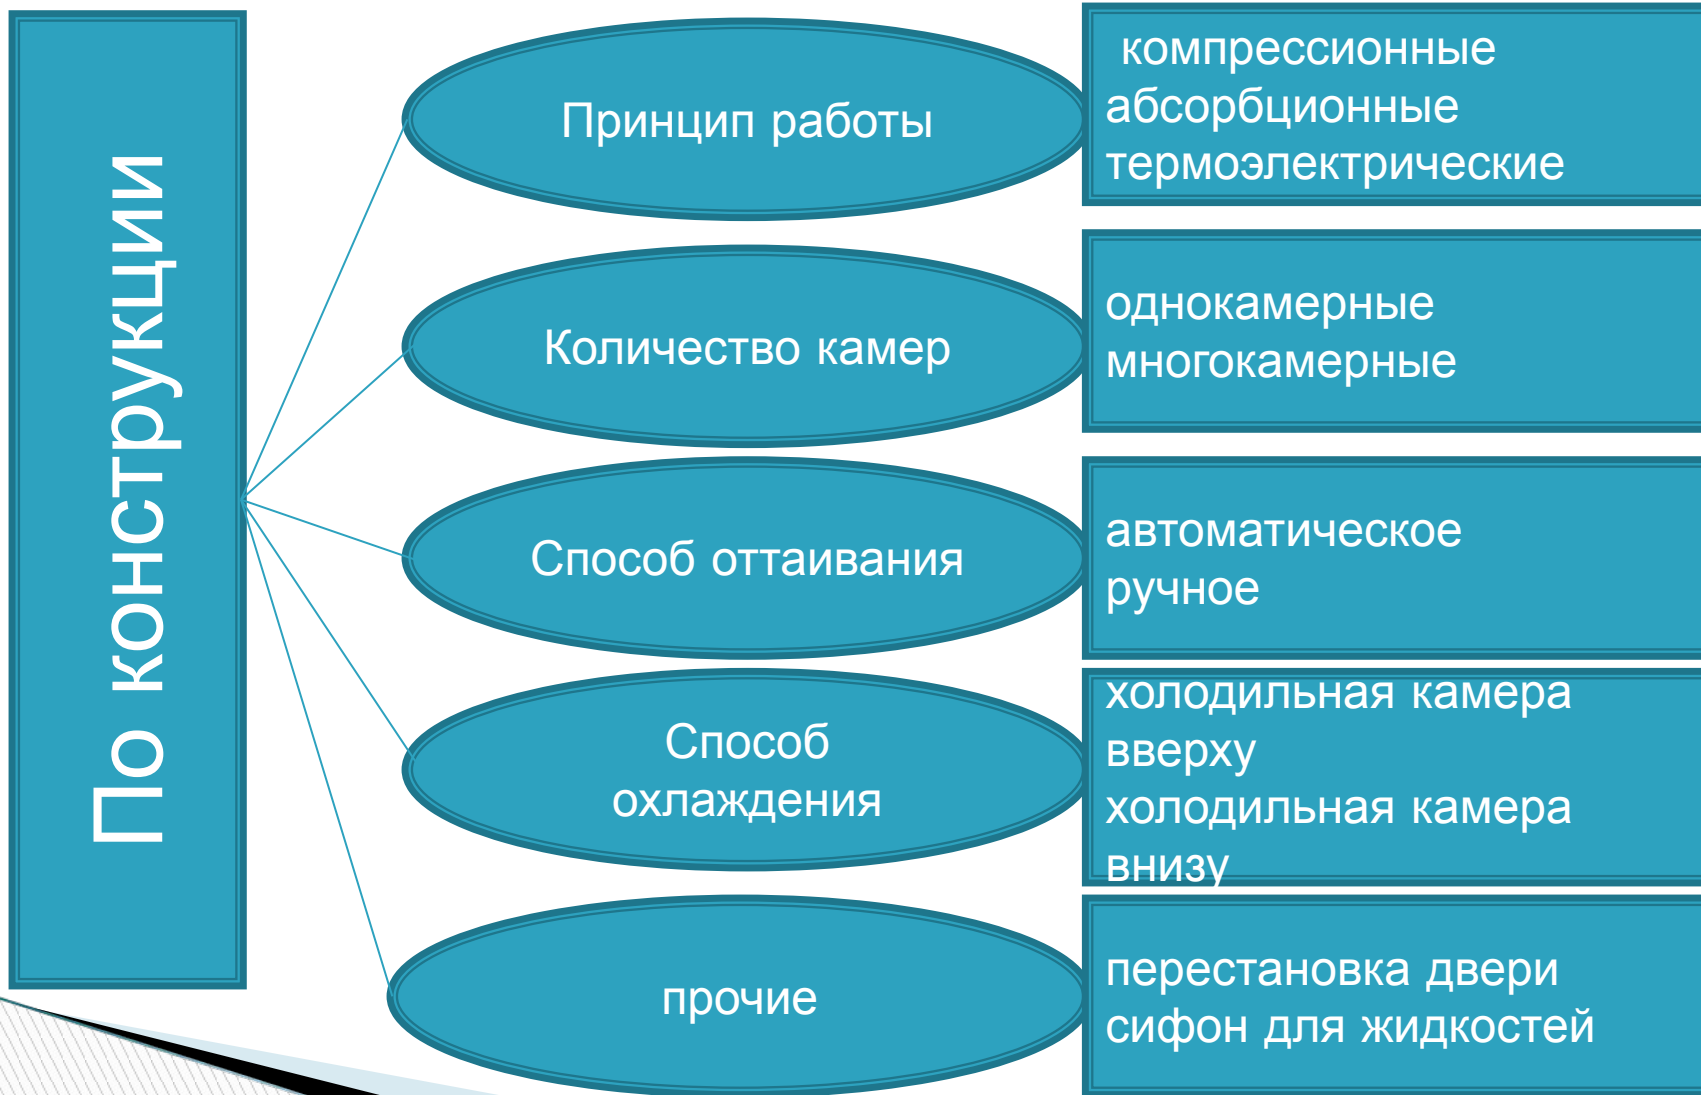 По конструкции
Принцип работы
компрессионные
абсорбционные
термоэлектрические
Количество камер
однокамерные
многокамерные
Способ оттаивания
автоматическое
ручное
Способ
охлаждения
холодильная камера
вверху
холодильная камера
внизу
прочие
перестановка двери
сифон для жидкостей